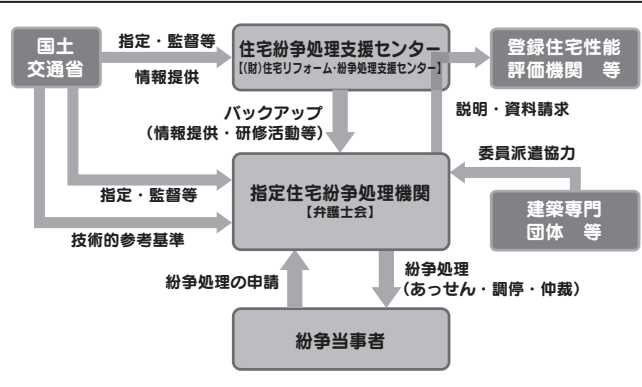 国土
交通省
指定・監督等
情報提供
住宅紛争処理支援センター
【(財)住宅リフォーム・紛争処理支援センター】
登録住宅性能
評価機関 等
バックアップ
(情報提供・研修活動等)
説明・資料請求
委員派遣協力
指定住宅紛争処理機関
【弁護士会】
指定・監督等
技術的参考基準
建築専門
団体 等
紛争処理の申請
紛争処理
(あっせん・調停・仲裁)
紛争当事者